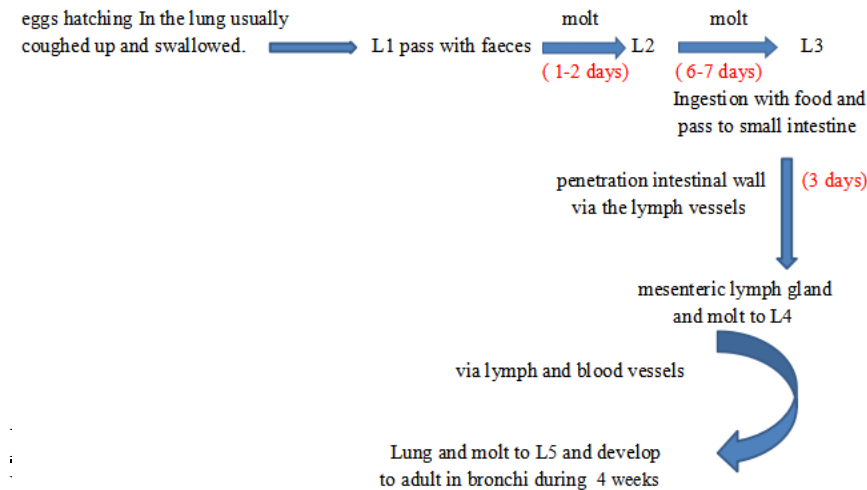 eggs hatching In the lung usually
coughed up and swallowed.
L1 pass with faeces
molt
( 1-2 days)
L2
molt
( 6-7 days)
L3
Ingestion with food and
pass to small intestine
penetration intestinal wall
via the lymph vessels
(3 days)
mesenteric lymph gland
and molt to L4
via lymph and blood vessels
Lung and molt to L5 and develop
to adult in bronchi during 4 weeks